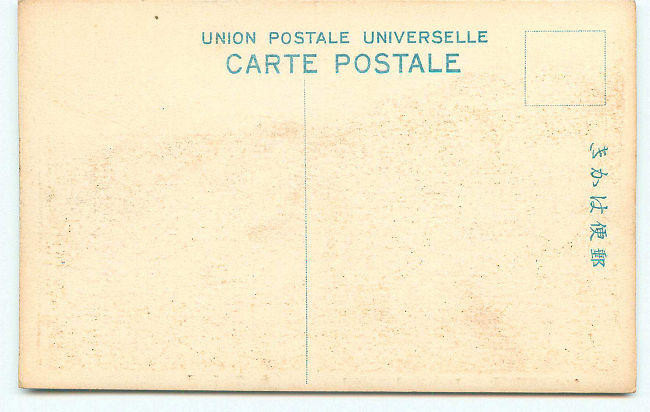 UNION POSTALE UNIVERSELLE
CARTE POSTALE
郵便はかき